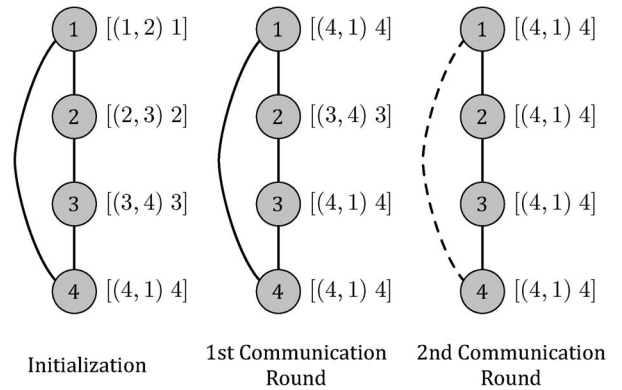 1 [(1, 2) 1]
2 [(2, 3) 2]
3 [(3, 4) 3]
4 [(4, 1) 4]
Initialization
1 [(4, 1) 4]
2 [(3, 4) 3]
3 [(4, 1) 4]
4 [(4, 1) 4]
1st Communication
Round
1 [(4, 1) 4]
2 [(4, 1) 4]
3 [(4, 1) 4]
4 [(4, 1) 4]
2nd Communication
Round